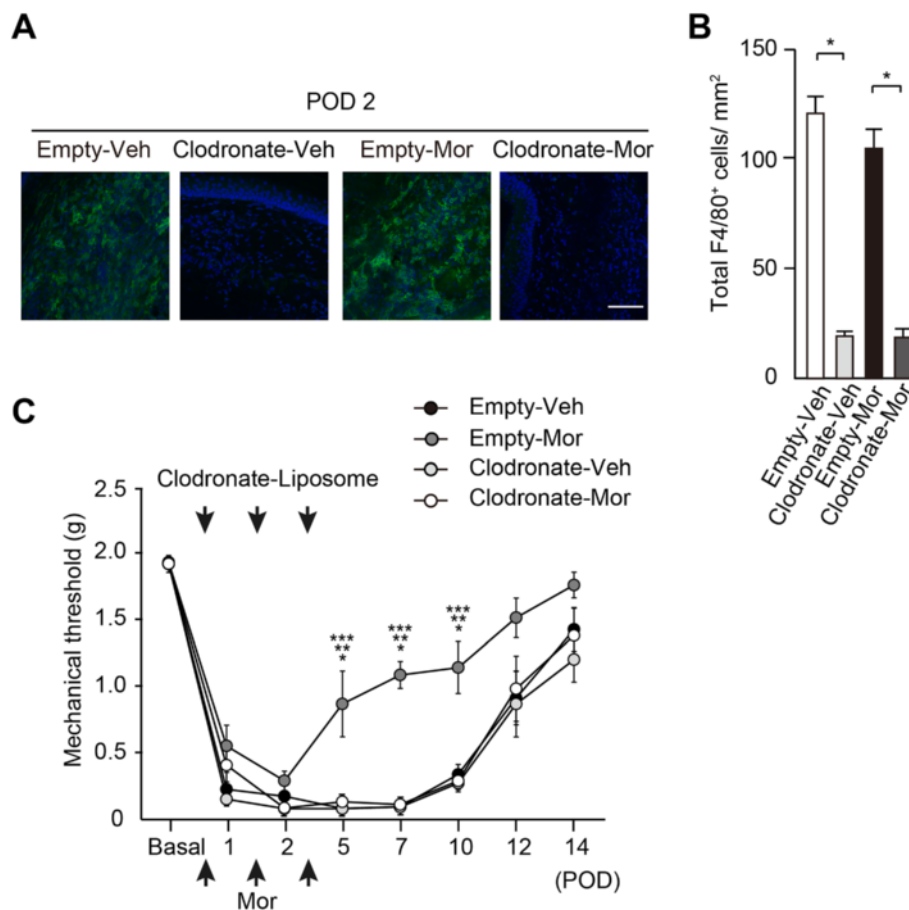 A
POD 2
Empty-Veh Clodronate-Veh Empty-Mor Clodronate-Mor
B
Total F4/80⁺ cells/ mm²
150
100
50
0
*
*
Empty-Veh
Clodronate-Veh
Empty-Mor
Clodronate-Mor
C
Empty-Veh
Empty-Mor
Clodronate-Veh
Clodronate-Mor
Clodronate-Liposome
Mechanical threshold (g)
2.5
2.0
1.5
1.0
0.5
0
*** *** ***
** ** **
* * *
Basal 1 2 5 7 10 12 14
(POD)
Mor